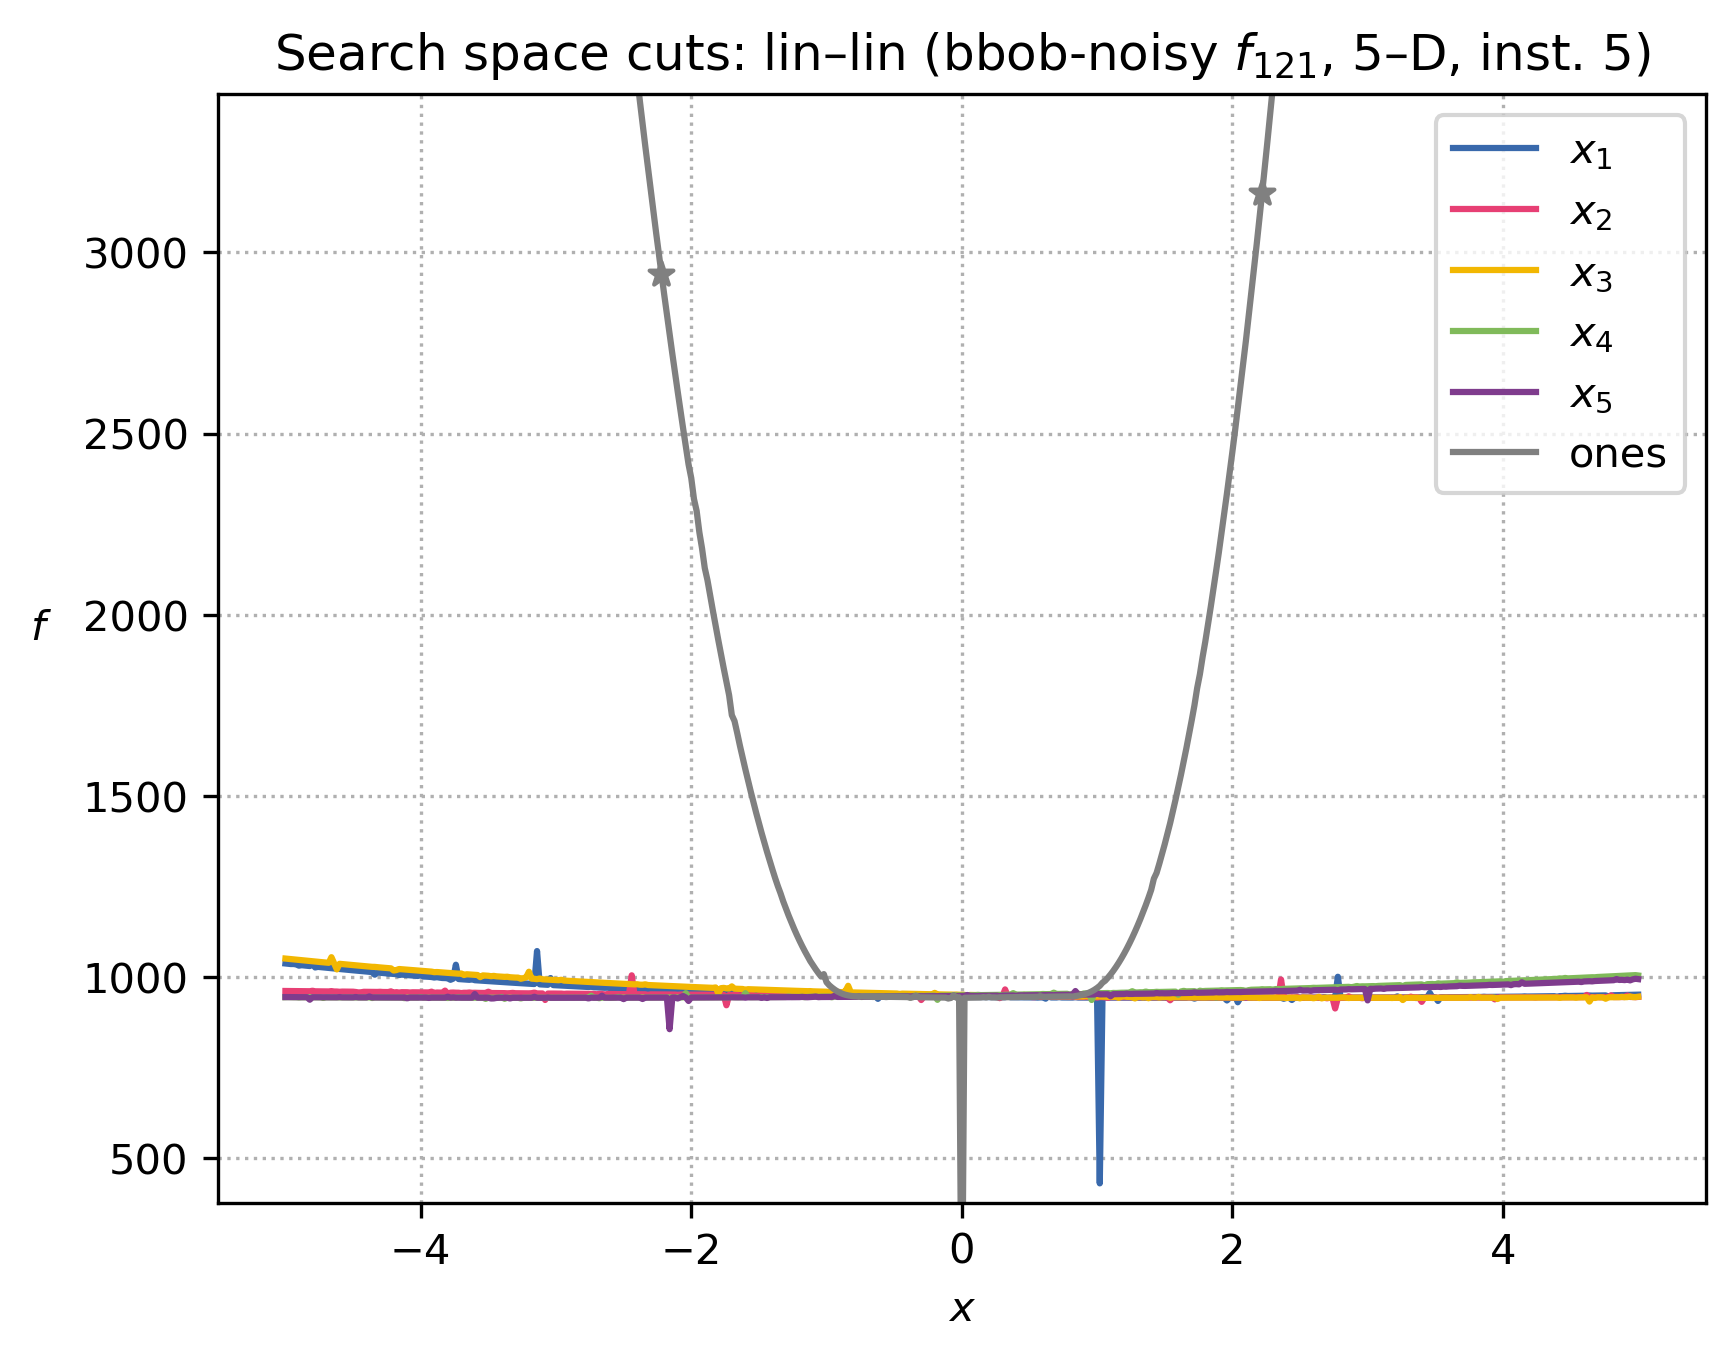 Search space cuts: lin–lin (bbob-noisy f₁₂₁, 5–D, inst. 5)
x₁
x₂
x₃
x₄
x₅
ones
3000
2500
2000
1500
1000
500
f
−4 −2 0 2 4
x